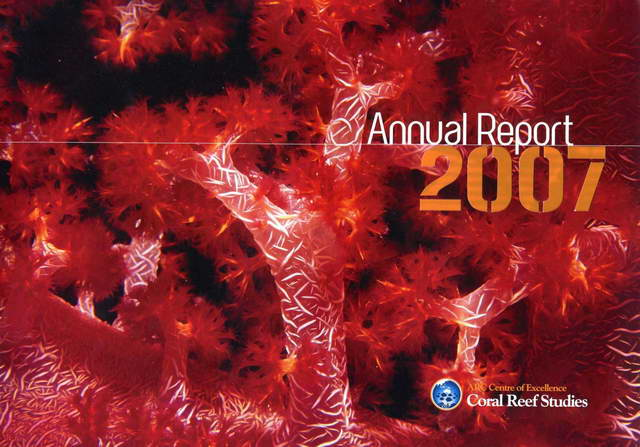 Annual Report
2007
ARC Centre of Excellence
Coral Reef Studies